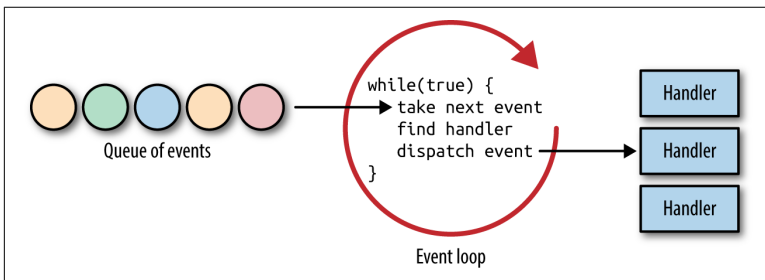 Queue of events
while(true) {
take next event
find handler
dispatch event
}
Event loop
Handler
Handler
Handler